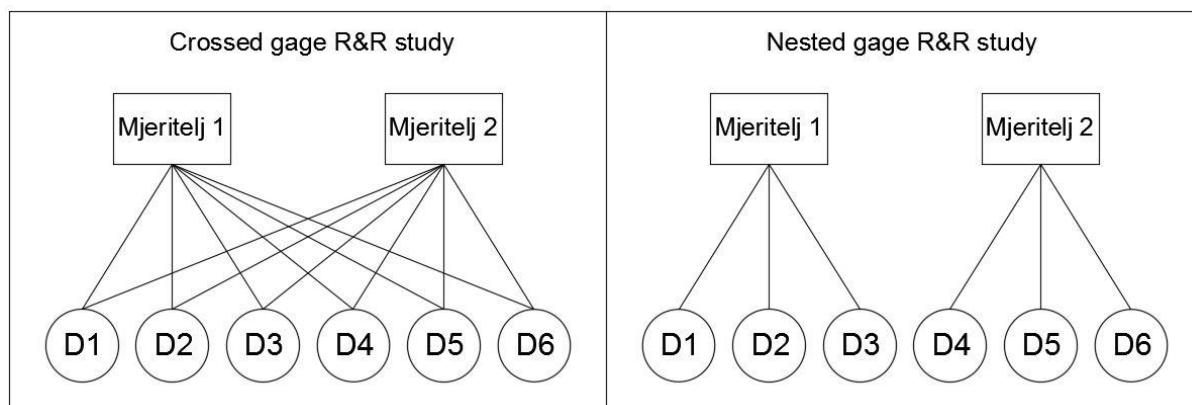 Crossed gage R&R study
Mjeritelj 1
Mjeritelj 2
D1 D2 D3 D4 D5 D6
Nested gage R&R study
Mjeritelj 1
Mjeritelj 2
D1 D2 D3 D4 D5 D6